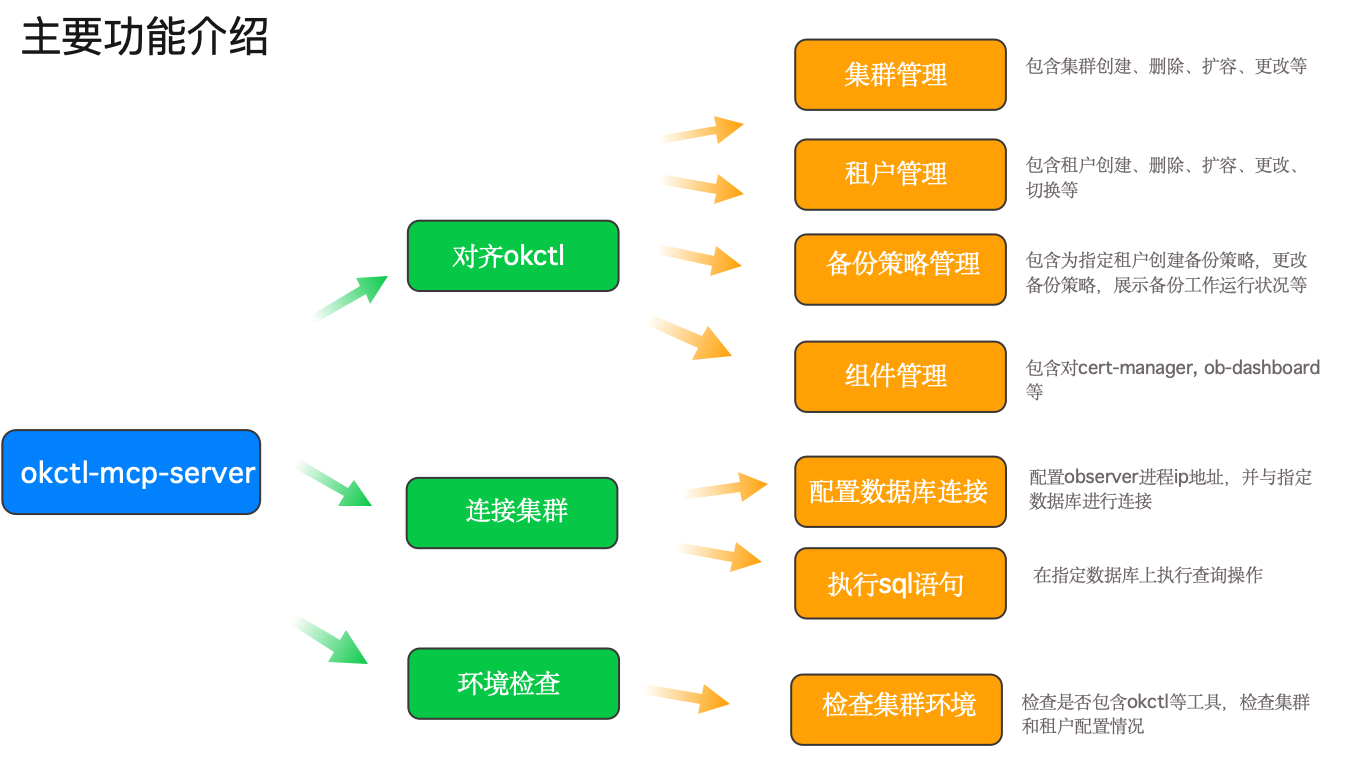 主要功能介绍
集群管理
包含集群创建、删除、扩容、更改等
租户管理
包含租户创建、删除、扩容、更改、
切换等
对齐okctl
备份策略管理
包含为指定租户创建备份策略，更改
备份策略，展示备份工作运行状况等
组件管理
包含对cert-manager, ob-dashboard
等
okctl-mcp-server
连接集群
配置数据库连接
配置observer进程ip地址，并与指定
数据库进行连接
执行sql语句
在指定数据库上执行查询操作
环境检查
检查集群环境
检查是否包含okctl等工具，检查集群
和租户配置情况